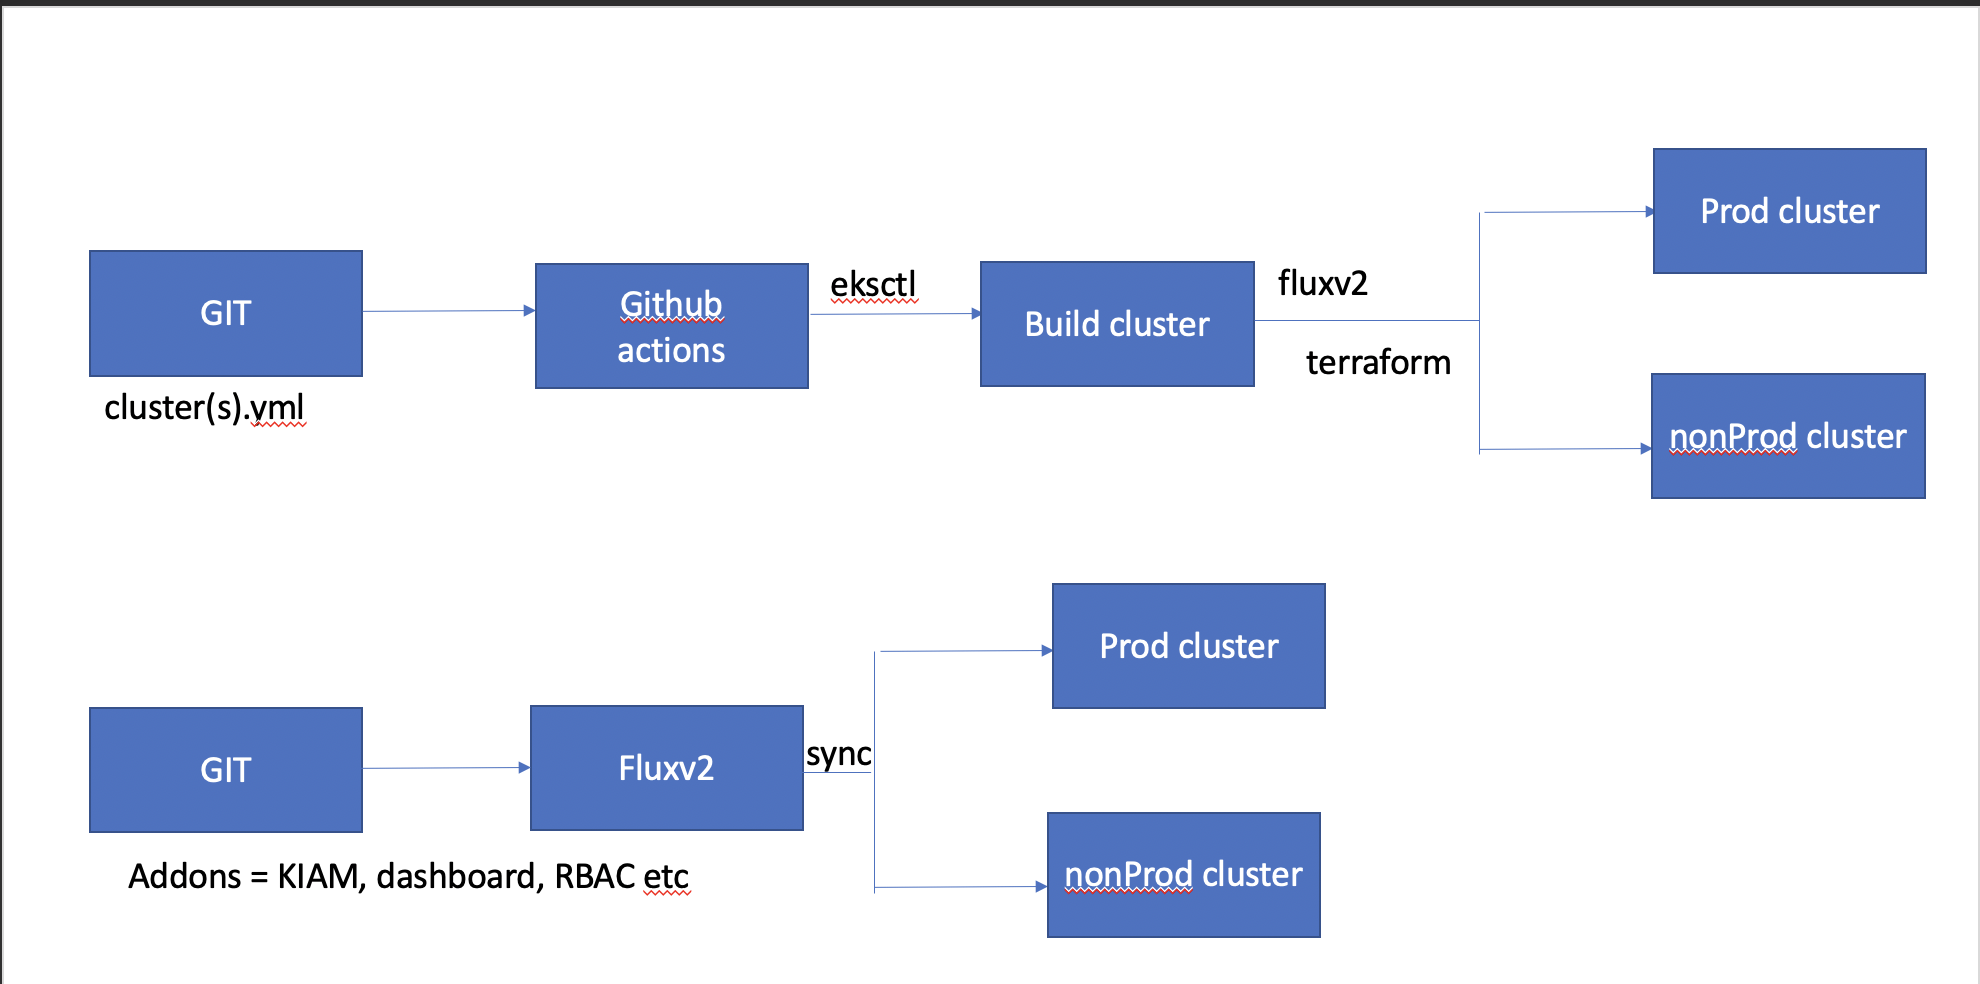 Prod cluster
GIT
Github
actions
eksctl
Build cluster
fluxv2
terraform
cluster(s).yml
nonProd cluster
Prod cluster
GIT
Fluxv2
sync
Addons = KIAM, dashboard, RBAC etc
nonProd cluster